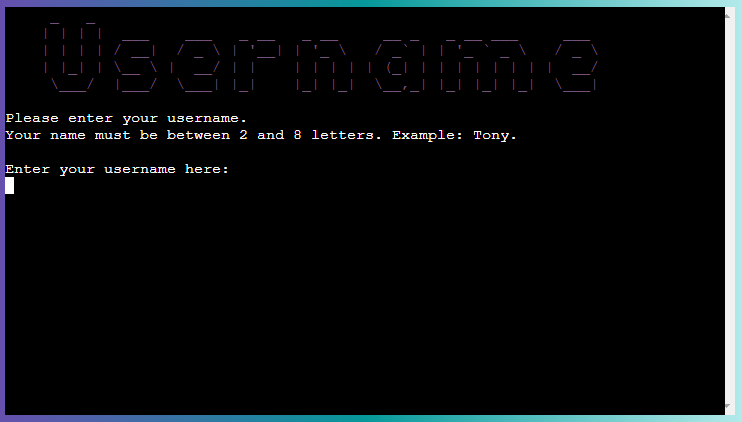 Username
Please enter your username.
Your name must be between 2 and 8 letters. Example: Tony.
Enter your username here: